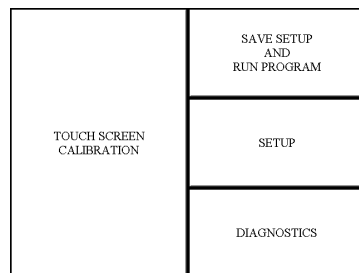 TOUCH SCREEN
CALIBRATION
SAVE SETUP
AND
RUN PROGRAM
SETUP
DIAGNOSTICS